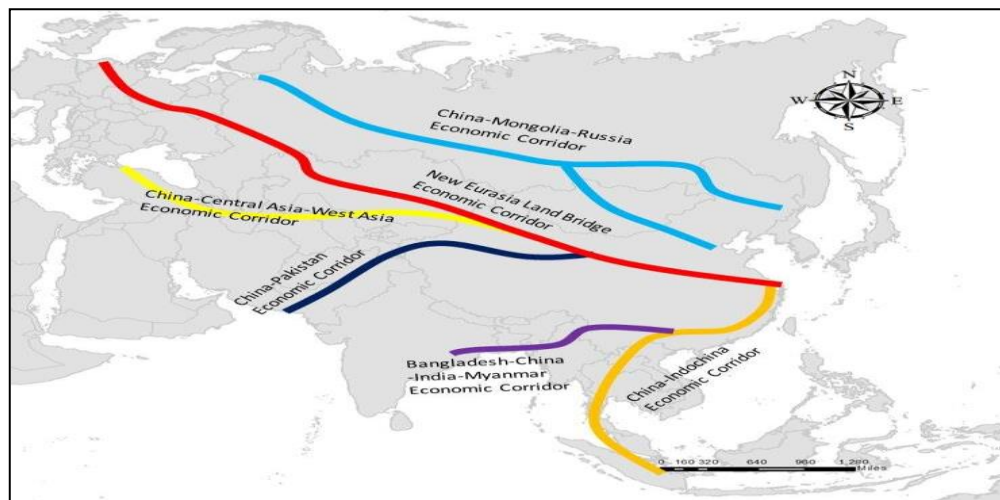 N
W E
S
China-Mongolia-Russia
Economic Corridor
New Eurasia Land Bridge
Economic Corridor
China-Central Asia-West Asia
Economic Corridor
China-Pakistan
Economic Corridor
Bangladesh-China
-India-Myanmar
Economic Corridor
China-Indochina
Economic Corridor
0 160 320 640 960 1,280
Miles